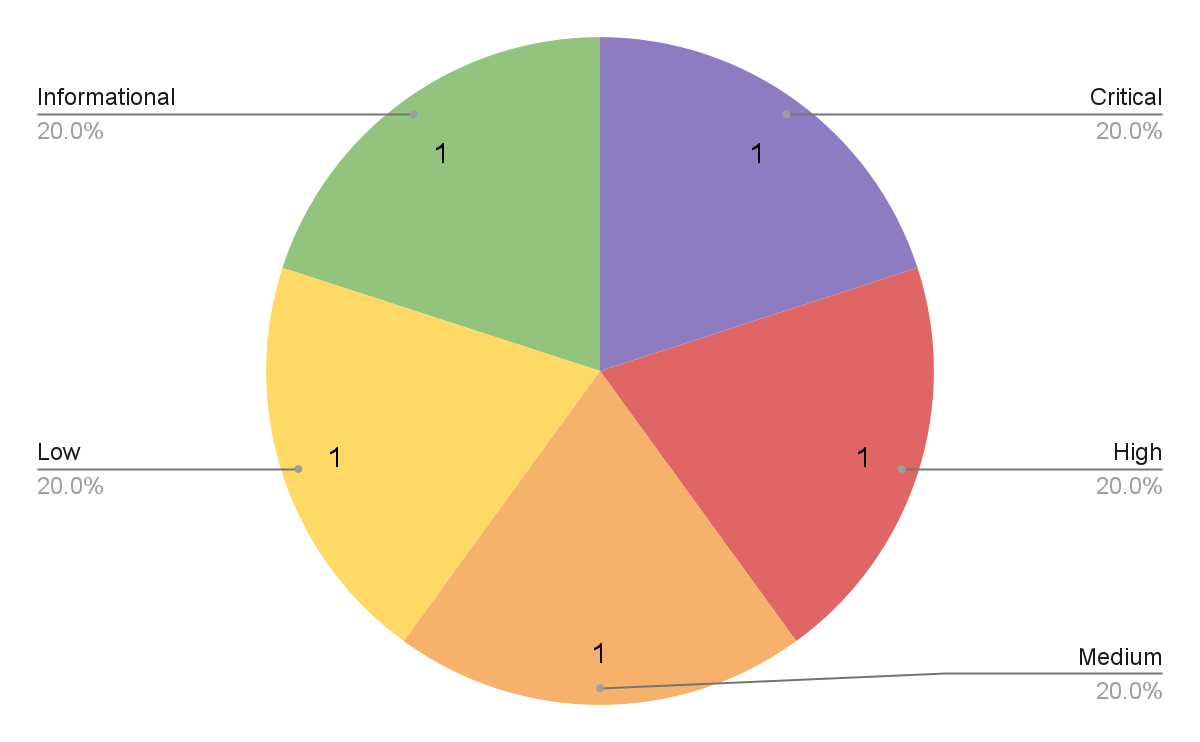 Informational
20.0%
1
Critical
20.0%
1
Low
20.0%
1
High
20.0%
1
Medium
20.0%
1